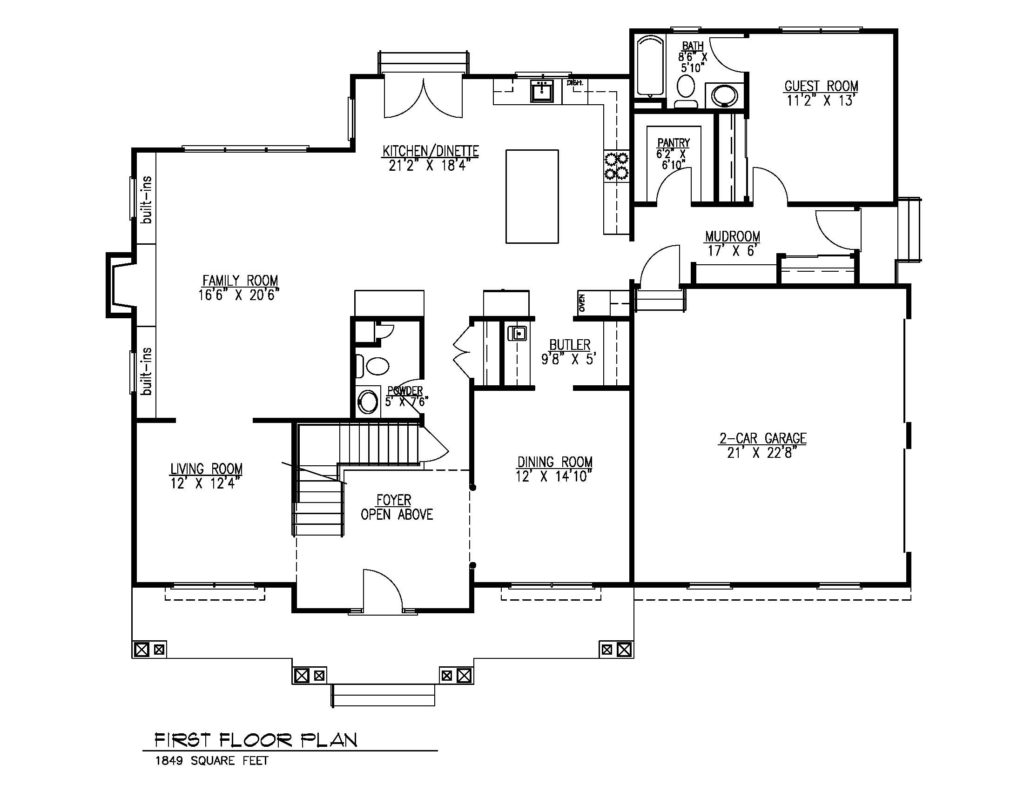 BATH
8'6" X
5'10"
DISH.
GUEST ROOM
11'2" X 13'
KITCHEN/DINETTE
21'2" X 18'4"
PANTRY
6'2" X
6'10"
built-ins
MUDROOM
17' X 6'
FAMILY ROOM
16'6" X 20'6"
OVEN
BUTLER
9'8" X 5'
built-ins
POWDER
5' X 7'6"
2-CAR GARAGE
21' X 22'8"
LIVING ROOM
12' X 12'4"
DINING ROOM
12' X 14'10"
FOYER
OPEN ABOVE
FIRST FLOOR PLAN
1849 SQUARE FEET